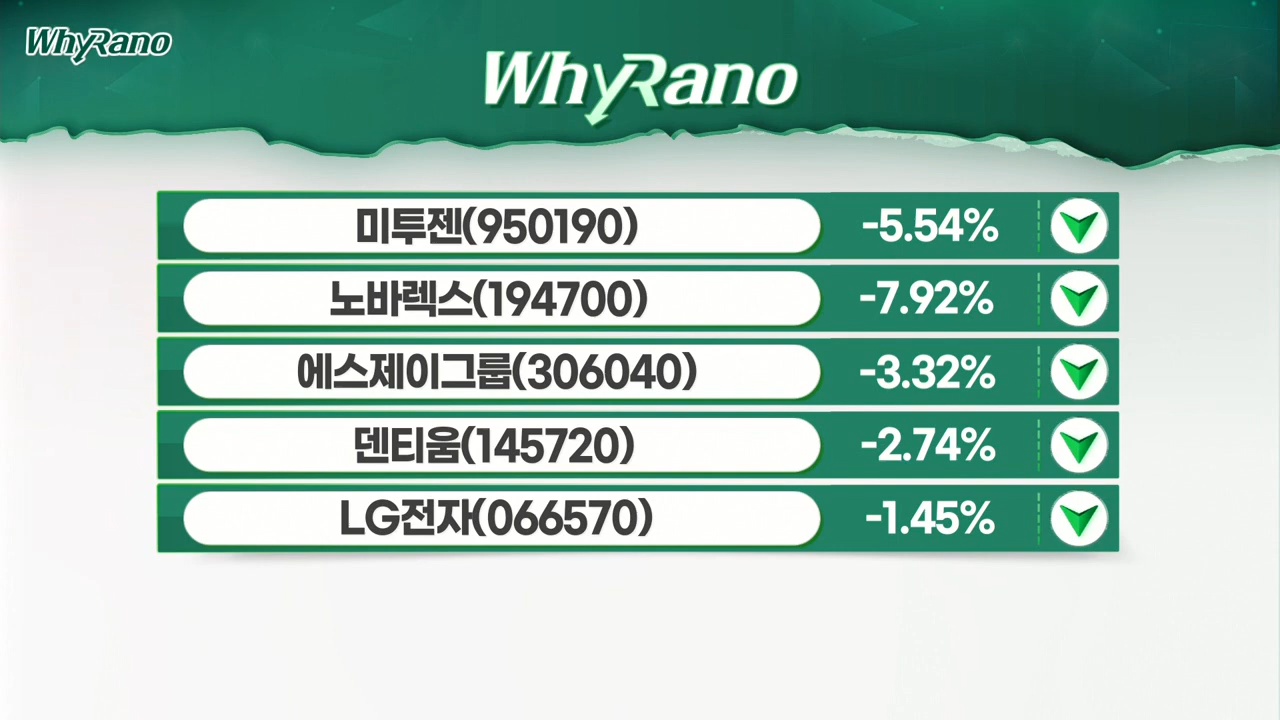 WhyRano
WhyRano
미투젠(950190) -5.54%
노바렉스(194700) -7.92%
에스제이그룹(306040) -3.32%
덴티움(145720) -2.74%
LG전자(066570) -1.45%